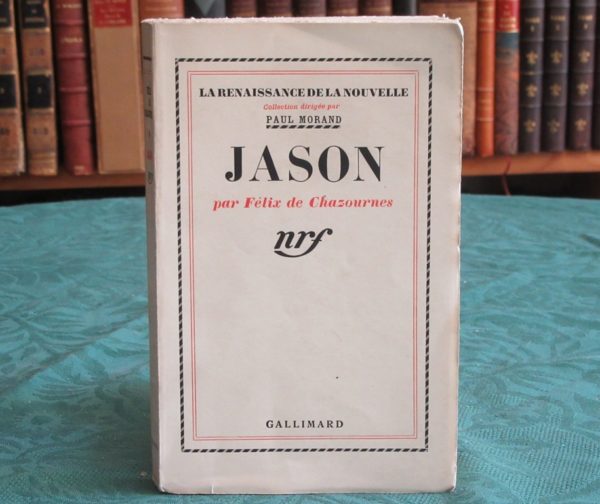 LA RENAISSANCE DE LA NOUVELLE
Collection dirigée par
PAUL MORAND
JASON
par Félix de Chazournes
nrf
GALLIMARD